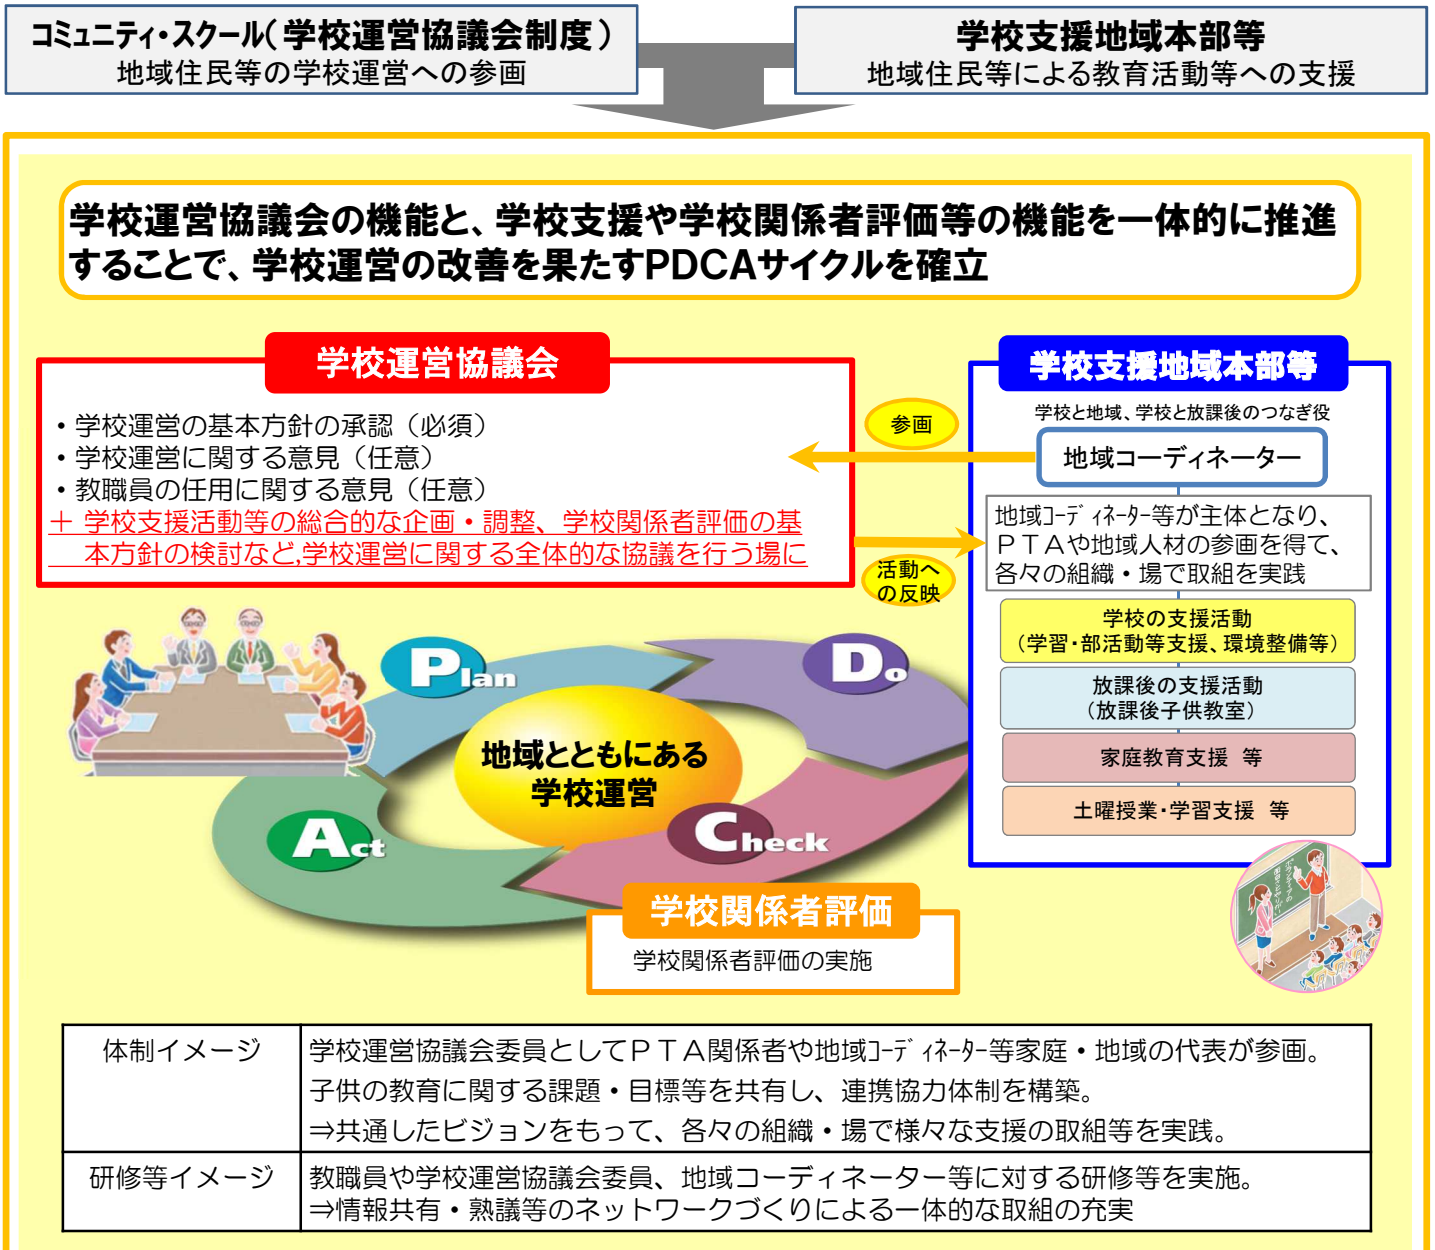 コミュニティ・スクール(学校運営協議会制度)
地域住民等の学校運営への参画
学校支援地域本部等
地域住民等による教育活動等への支援
学校運営協議会の機能と、学校支援や学校関係者評価等の機能を一体的に推進
することで、学校運営の改善を果たすPDCAサイクルを確立
学校運営協議会
・学校運営の基本方針の承認（必須）
・学校運営に関する意見（任意）
・教職員の任用に関する意見（任意）
＋ 学校支援活動等の総合的な企画・調整、学校関係者評価の基
本方針の検討など,学校運営に関する全体的な協議を行う場に
参画
活動へ
の反映
学校支援地域本部等
学校と地域、学校と放課後のつなぎ役
地域コーディネーター
地域ｺｰﾃﾞｨﾈｰﾀｰ等が主体となり、
ＰＴＡや地域人材の参画を得て、
各々の組織・場で取組を実践
学校の支援活動
(学習・部活動等支援、環境整備等)
放課後の支援活動
(放課後子供教室)
家庭教育支援 等
土曜授業・学習支援 等
Plan
Do
地域とともにある
学校運営
Act
Check
学校関係者評価
学校関係者評価の実施
体制イメージ
学校運営協議会委員としてＰＴＡ関係者や地域ｺｰﾃﾞｨﾈｰﾀｰ等家庭・地域の代表が参画。
子供の教育に関する課題・目標等を共有し、連携協力体制を構築。
⇒共通したビジョンをもって、各々の組織・場で様々な支援の取組等を実践。
研修等イメージ
教職員や学校運営協議会委員、地域コーディネーター等に対する研修等を実施。
⇒情報共有・熟議等のネットワークづくりによる一体的な取組の充実